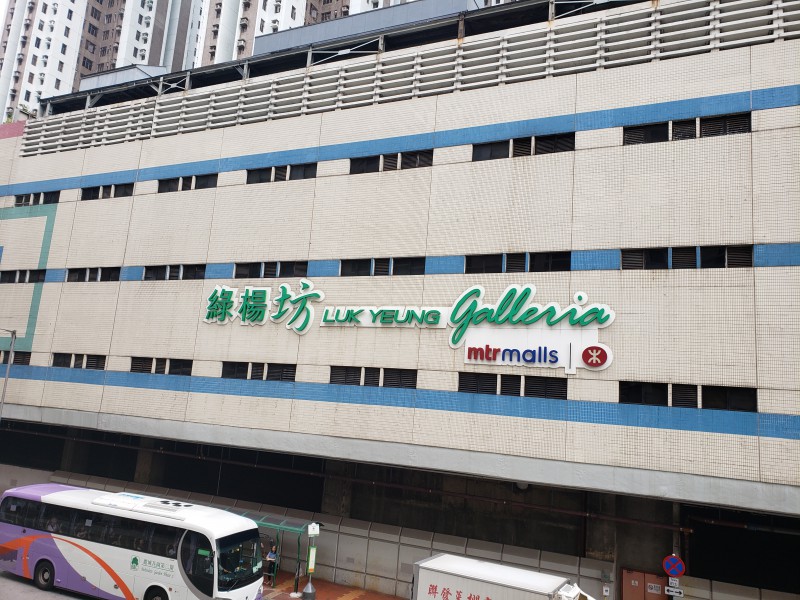 綠楊坊 LUK YEUNG Galleria
mtrmalls